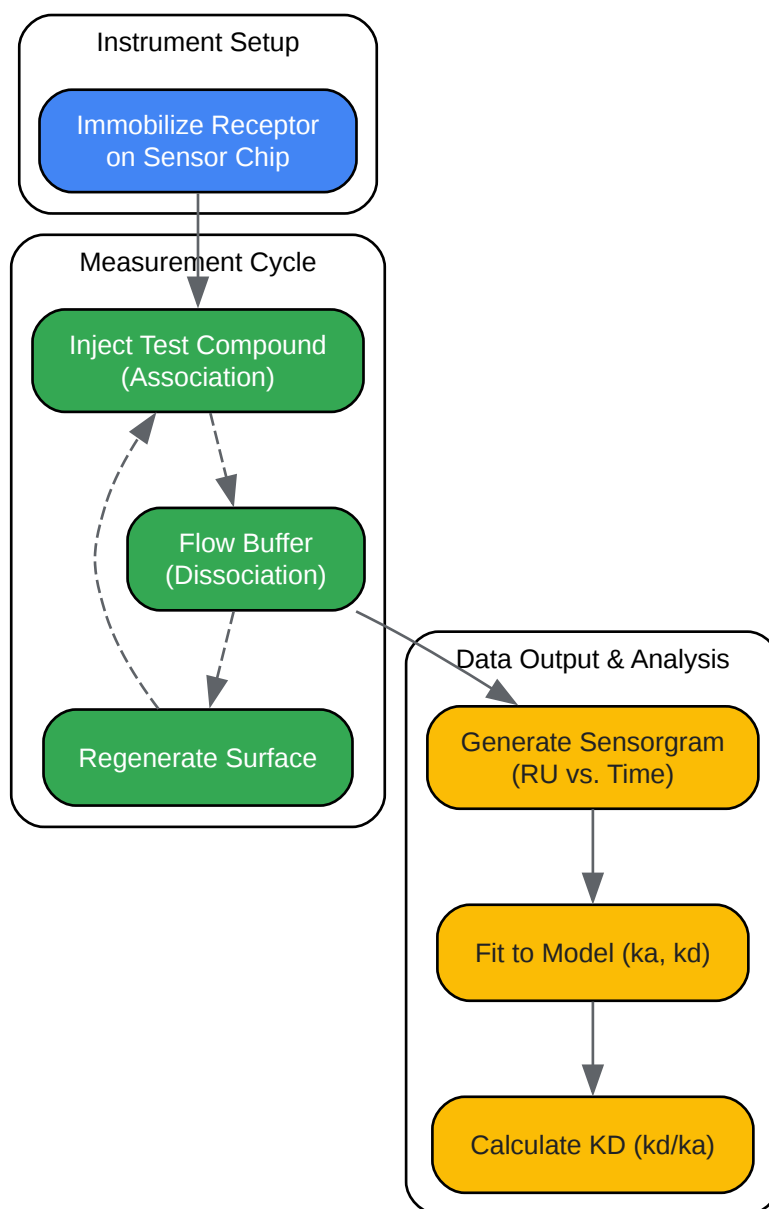 Instrument Setup
Immobilize Receptor
on Sensor Chip
Measurement Cycle
Inject Test Compound
(Association)
Flow Buffer
(Dissociation)
Regenerate Surface
Data Output & Analysis
Generate Sensorgram
(RU vs. Time)
Fit to Model (ka, kd)
Calculate KD (kd/ka)